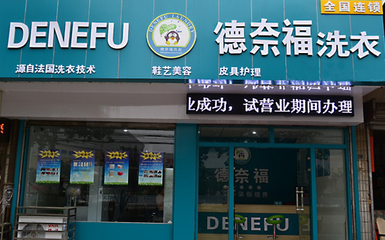 全国连锁
DENEFU
DENEFU LAUNDRY
德奈福洗衣
源自法国洗衣技术 鞋艺美容 皮具护理
业成功，试营业期间办理
德奈福
DENEFU